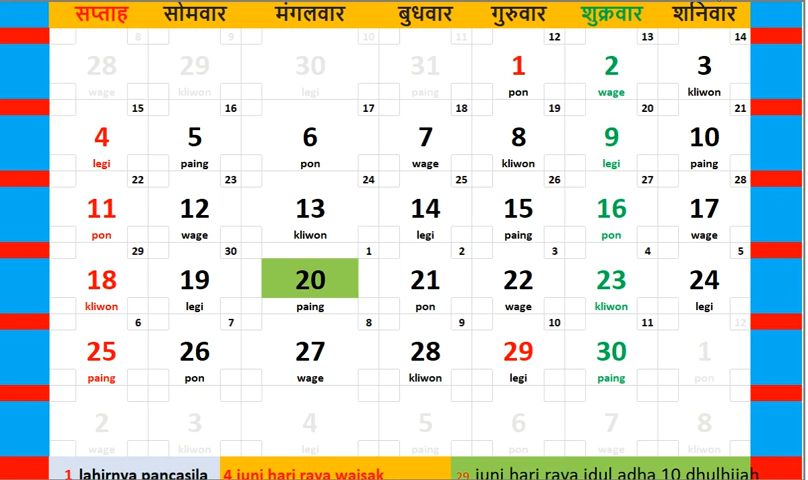 सप्ताह सोमवार मंगलवार बुधवार गुरुवार शुक्रवार शनिवार
8 9 10 11 12 13 14
28 29 30 31 1 2 3
wage kliwon legi paing pon wage kliwon
15 16 17 18 19 20 21
4 5 6 7 8 9 10
legi paing pon wage kliwon legi paing
22 23 24 25 26 27 28
11 12 13 14 15 16 17
pon wage kliwon legi paing pon wage
29 30 1 2 3 4 5
18 19 20 21 22 23 24
kliwon legi paing pon wage kliwon legi
6 7 8 9 10 11 12
25 26 27 28 29 30 1
paing pon wage kliwon legi paing pon
2 3 4 5 6 7 8
wage kliwon legi paing pon wage kliwon
1 lahirnya pancasila 4 juni hari raya waisak 29 juni hari raya idul adha 10 dhulhijah